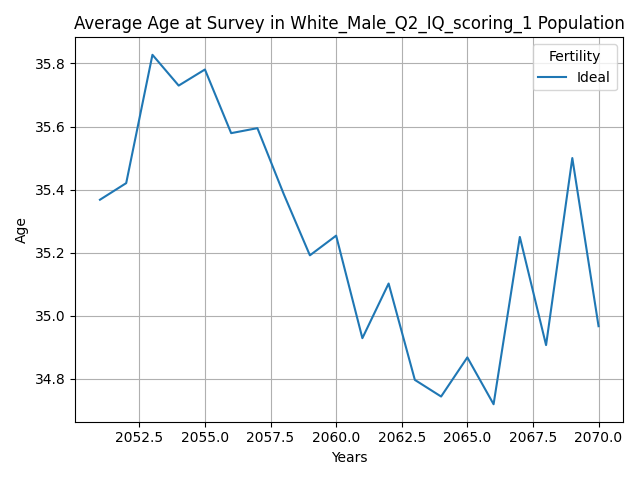 Average Age at Survey in White_Male_Q2_IQ_scoring_1 Population
Fertility
Ideal
35.8
35.6
35.4
35.2
35.0
34.8
Age
2052.5 2055.0 2057.5 2060.0 2062.5 2065.0 2067.5 2070.0
Years